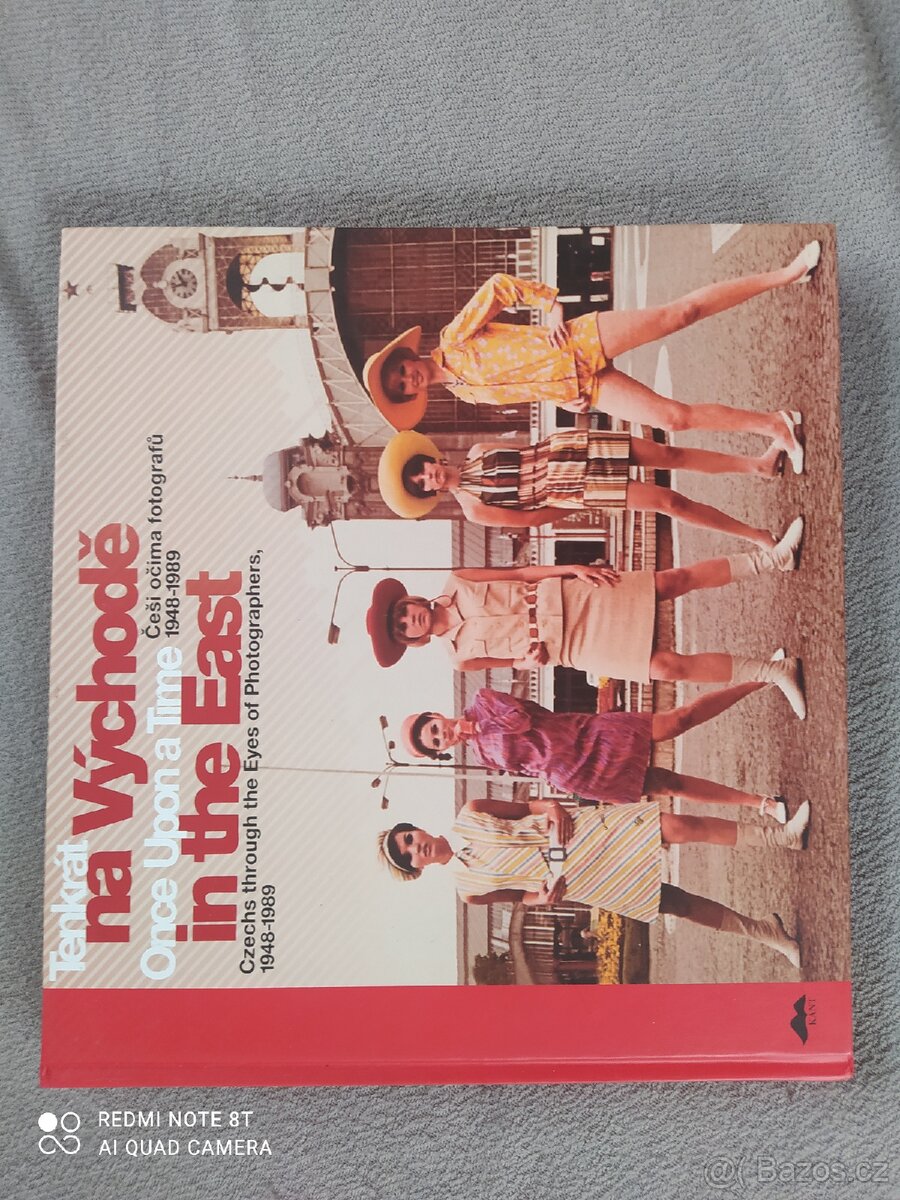 Tenkrát
na Východě
Češi očima fotografů
1948-1989
Once Upon a Time
in the East
Czechs through the Eyes of Photographers,
1948-1989
KANT
REDMI NOTE 8T
AI QUAD CAMERA
@ Bazos.cz